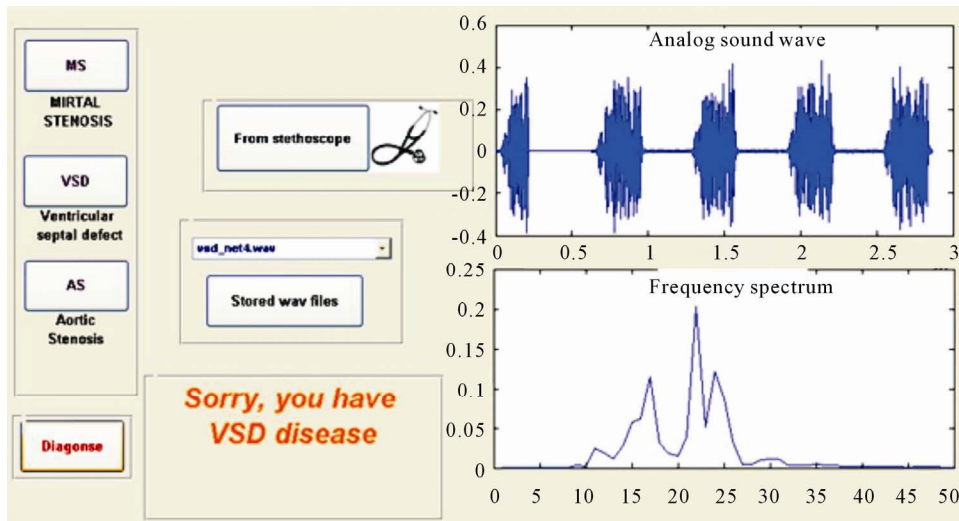 MS
MIRTAL
STENOSIS
VSD
Ventricular
septal defect
AS
Aortic
Stenosis
Diagonse
From stethoscope
vsd_net4.wav
Stored wav files
Sorry, you have
VSD disease
Analog sound wave
0.6
0.4
0.2
0
-0.2
-0.4
0 0.5 1 1.5 2 2.5 3
Frequency spectrum
0.25
0.2
0.15
0.1
0.05
0
0 5 10 15 22 25 30 35 40 45 50